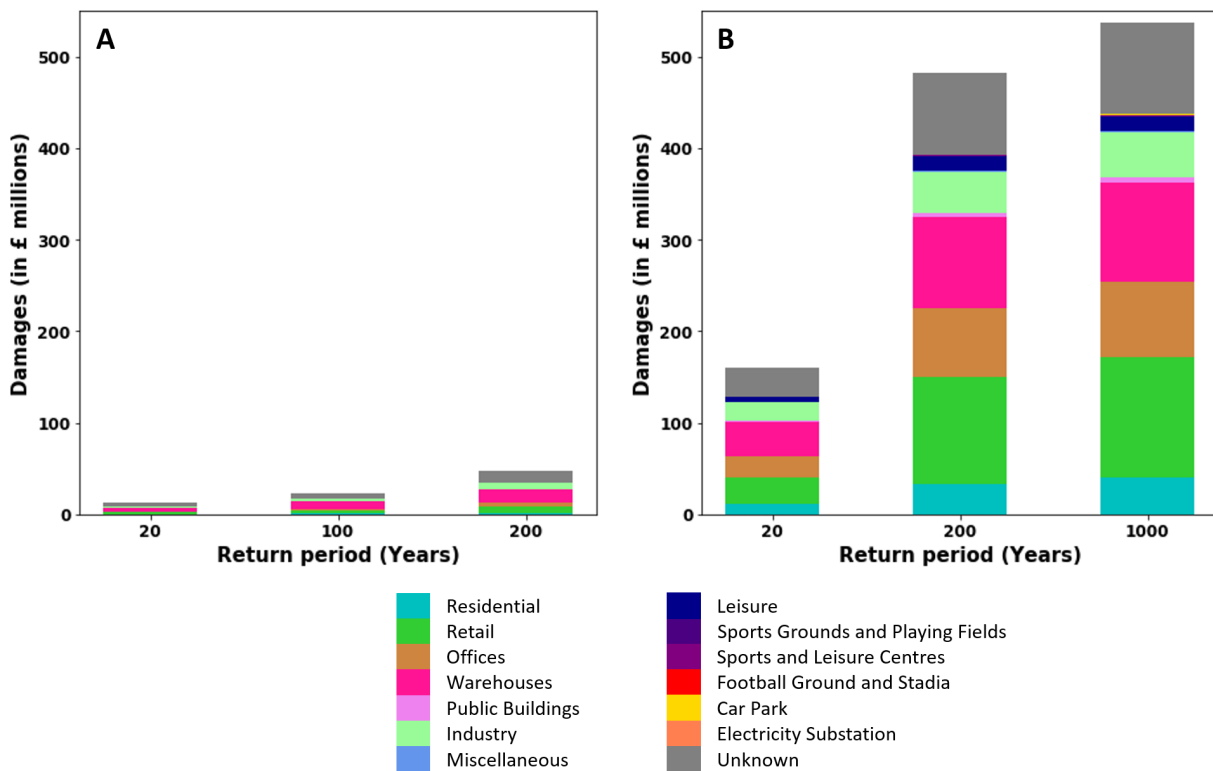 A
500
400
300
200
100
0
Damages (in £ millions)
20
100
200
Return period (Years)
B
500
400
300
200
100
0
Damages (in £ millions)
20
200
1000
Return period (Years)
Residential
Retail
Offices
Warehouses
Public Buildings
Industry
Miscellaneous
Leisure
Sports Grounds and Playing Fields
Sports and Leisure Centres
Football Ground and Stadia
Car Park
Electricity Substation
Unknown